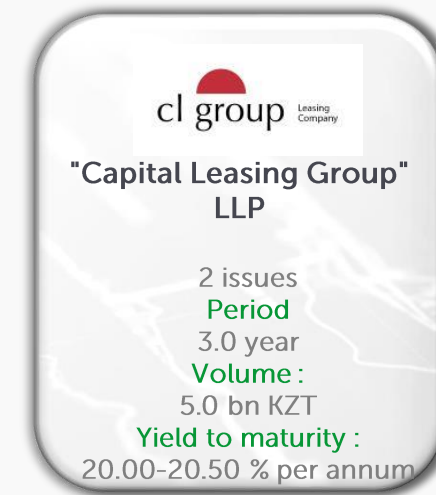 cl group Leasing Company
"Capital Leasing Group"
LLP
2 issues
Period
3.0 year
Volume :
5.0 bn KZT
Yield to maturity :
20.00-20.50 % per annum